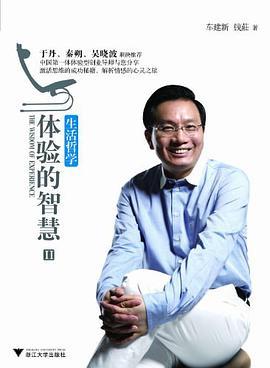 车建新 钱莊 著
于丹、秦朔、吴晓波 联袂推荐
中国第一位体验型创业导师与您分享
激活思维的成功秘籍、解析情感的心灵之旅
生活哲学
体验的智慧 II
THE WISDOM OF EXPERIENCE
浙江大学出版社